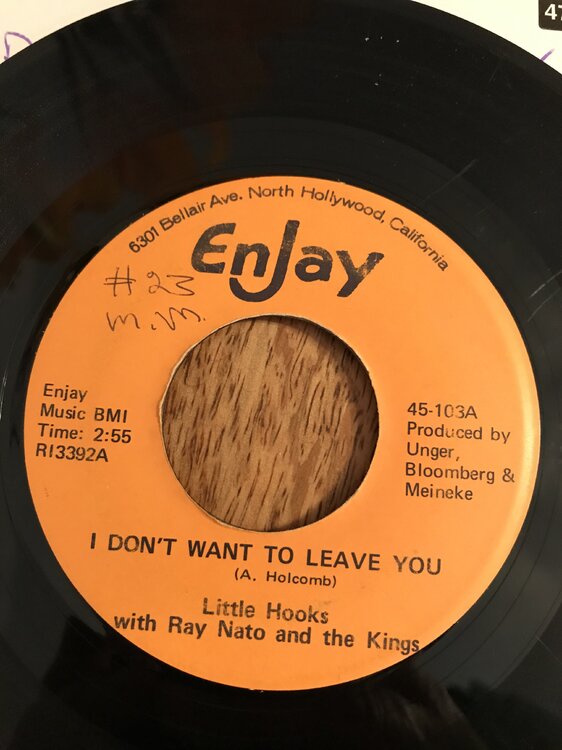 6301 Bellair Ave. North Hollywood, California
Enjay
#23
M.M.
Enjay
Music BMI
Time: 2:55
RI3392A
45-103A
Produced by
Unger,
Bloomberg &
Meineke
I DON'T WANT TO LEAVE YOU
(A. Holcomb)
Little Hooks
with Ray Nato and the Kings